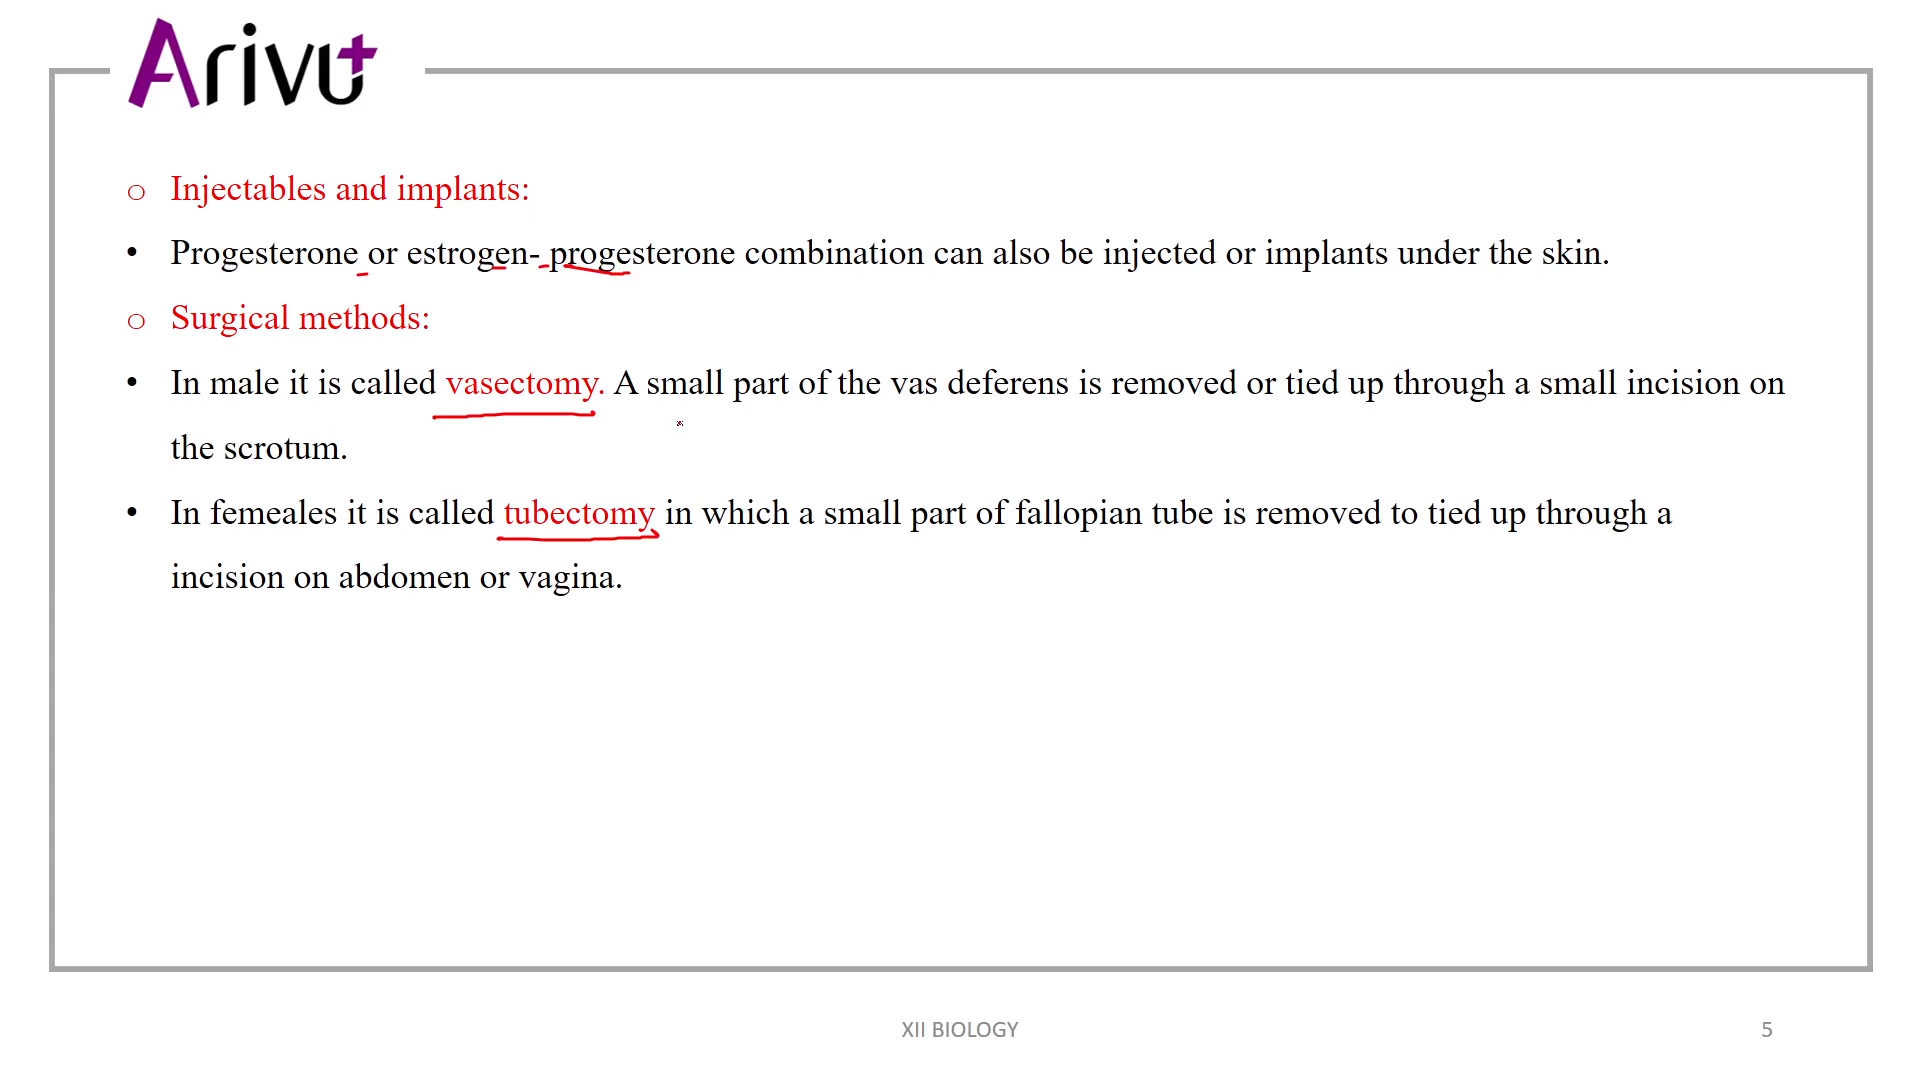 Arivu+
o Injectables and implants:
• Progesterone or estrogen- progesterone combination can also be injected or implants under the skin.
o Surgical methods:
• In male it is called vasectomy. A small part of the vas deferens is removed or tied up through a small incision on
the scrotum.
• In femeales it is called tubectomy in which a small part of fallopian tube is removed to tied up through a
incision on abdomen or vagina.
XII BIOLOGY
5